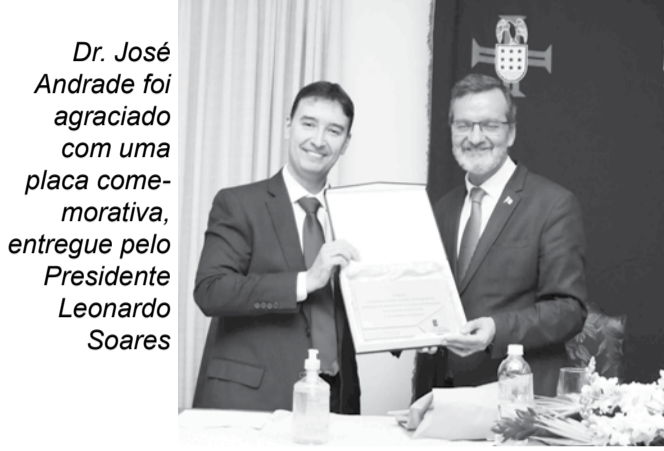 Dr. José
Andrade foi
agraciado
com uma
placa come-
morativa,
entregue pelo
Presidente
Leonardo
Soares